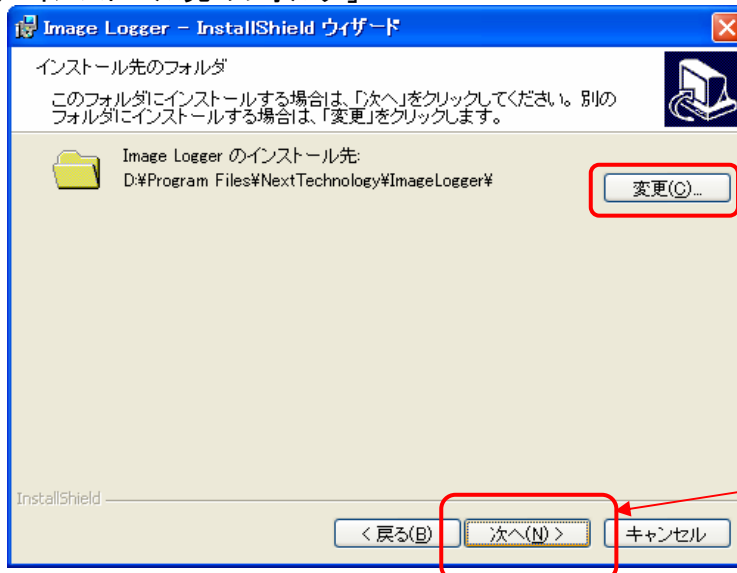 Image Logger - InstallShield ウィザード
インストール先のフォルダ
このフォルダにインストールする場合は、「次へ」をクリックしてください。別の
フォルダにインストールする場合は、「変更」をクリックします。
Image Logger のインストール先:
D:¥Program Files¥NextTechnology¥ImageLogger¥
変更(C)...
InstallShield
< 戻る(B)
次へ(N) >
キャンセル